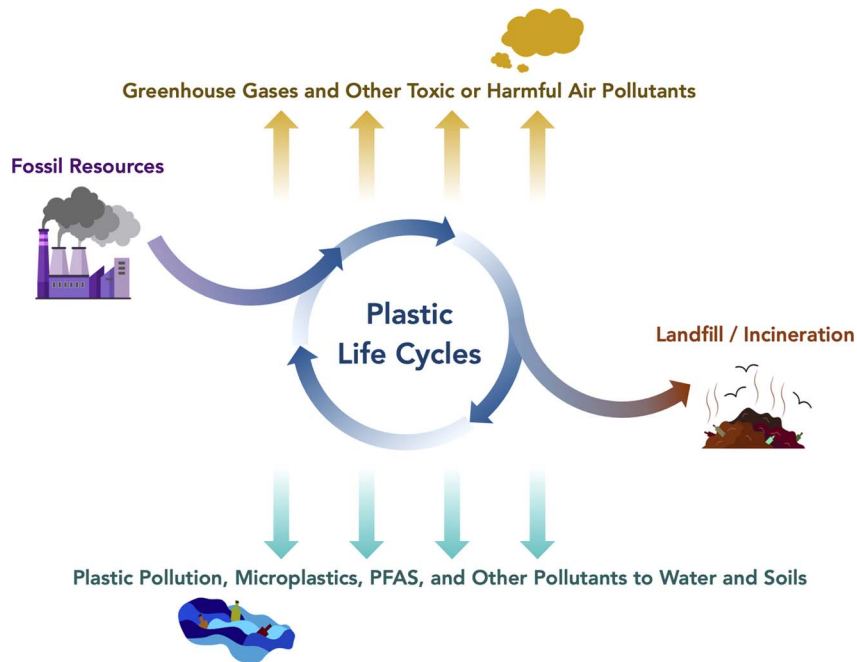 Greenhouse Gases and Other Toxic or Harmful Air Pollutants
Fossil Resources
Plastic
Life Cycles
Landfill / Incineration
Plastic Pollution, Microplastics, PFAS, and Other Pollutants to Water and Soils